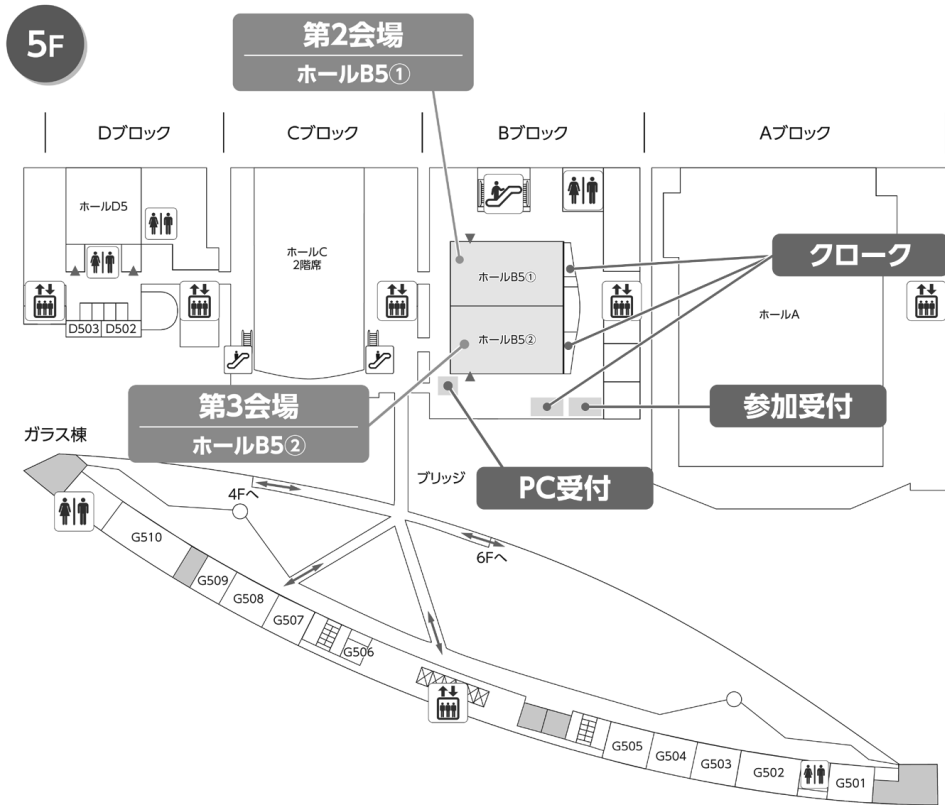 5F
第2会場
ホールB5①
Dブロック
Cブロック
Bブロック
Aブロック
ホールD5
ホールC
2階席
ホールB5①
クローク
ホールA
D503
D502
ホールB5②
第3会場
ホールB5②
参加受付
ガラス棟
ブリッジ
PC受付
4Fへ
6Fへ
G510
G509
G508
G507
G506
G505
G504
G503
G502
G501